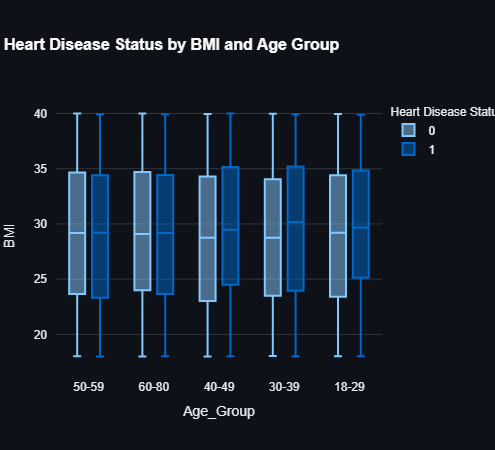 Heart Disease Status by BMI and Age Group
Heart Disease Statu
0
1
40
35
30
25
20
BMI
50-59 60-80 40-49 30-39 18-29
Age_Group